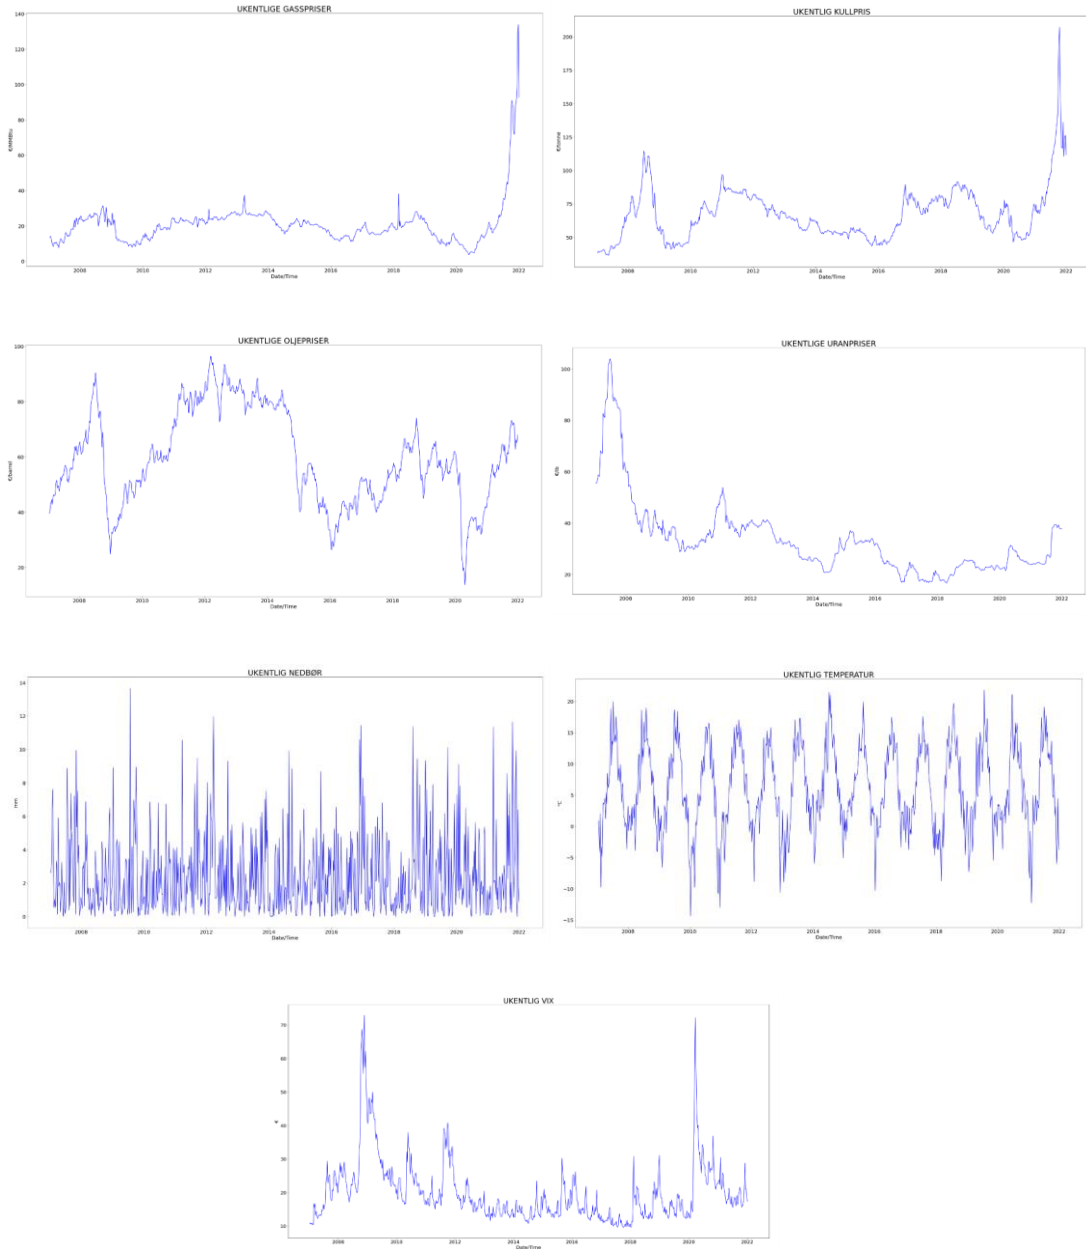 UKENTLIGE GASSPRISER
140
120
100
80
60
40
20
0
€/MMBtu
2008 2010 2012 2014 2016 2018 2020 2022
Date/Time
UKENTLIG KULLPRIS
200
175
150
125
100
75
50
€/tonne
2008 2010 2012 2014 2016 2018 2020 2022
Date/Time
UKENTLIGE OLJEPRISER
100
80
60
40
20
€/barrel
2008 2010 2012 2014 2016 2018 2020 2022
Date/Time
UKENTLIGE URANPRISER
100
80
60
40
20
€/lb
2008 2010 2012 2014 2016 2018 2020 2022
Date/Time
UKENTLIG NEDBØR
14
12
10
8
6
4
2
0
mm
2008 2010 2012 2014 2016 2018 2020 2022
Date/Time
UKENTLIG TEMPERATUR
20
15
10
5
0
−5
−10
−15
°C
2008 2010 2012 2014 2016 2018 2020 2022
Date/Time
UKENTLIG VIX
70
60
50
40
30
20
10
€
2008 2010 2012 2014 2016 2018 2020 2022
Date/Time